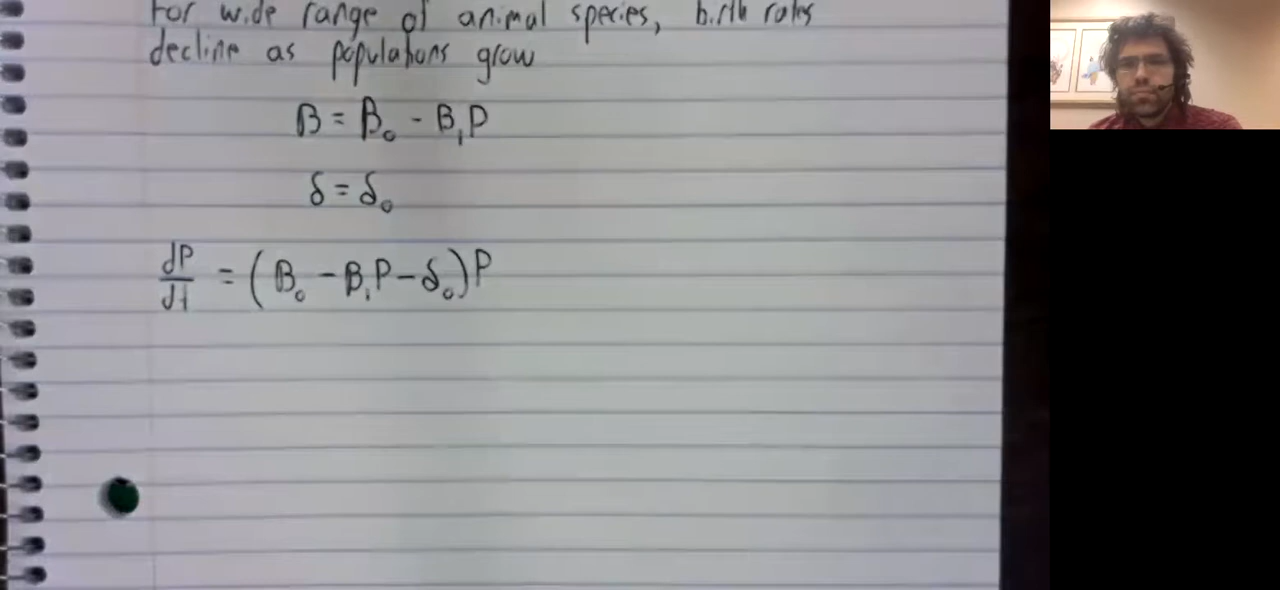 For wide range of animal species, birth rates
decline as populations grow
β = β₀ - β₁P
δ = δ₀
dP/dt = (β₀ - β₁P - δ₀)P